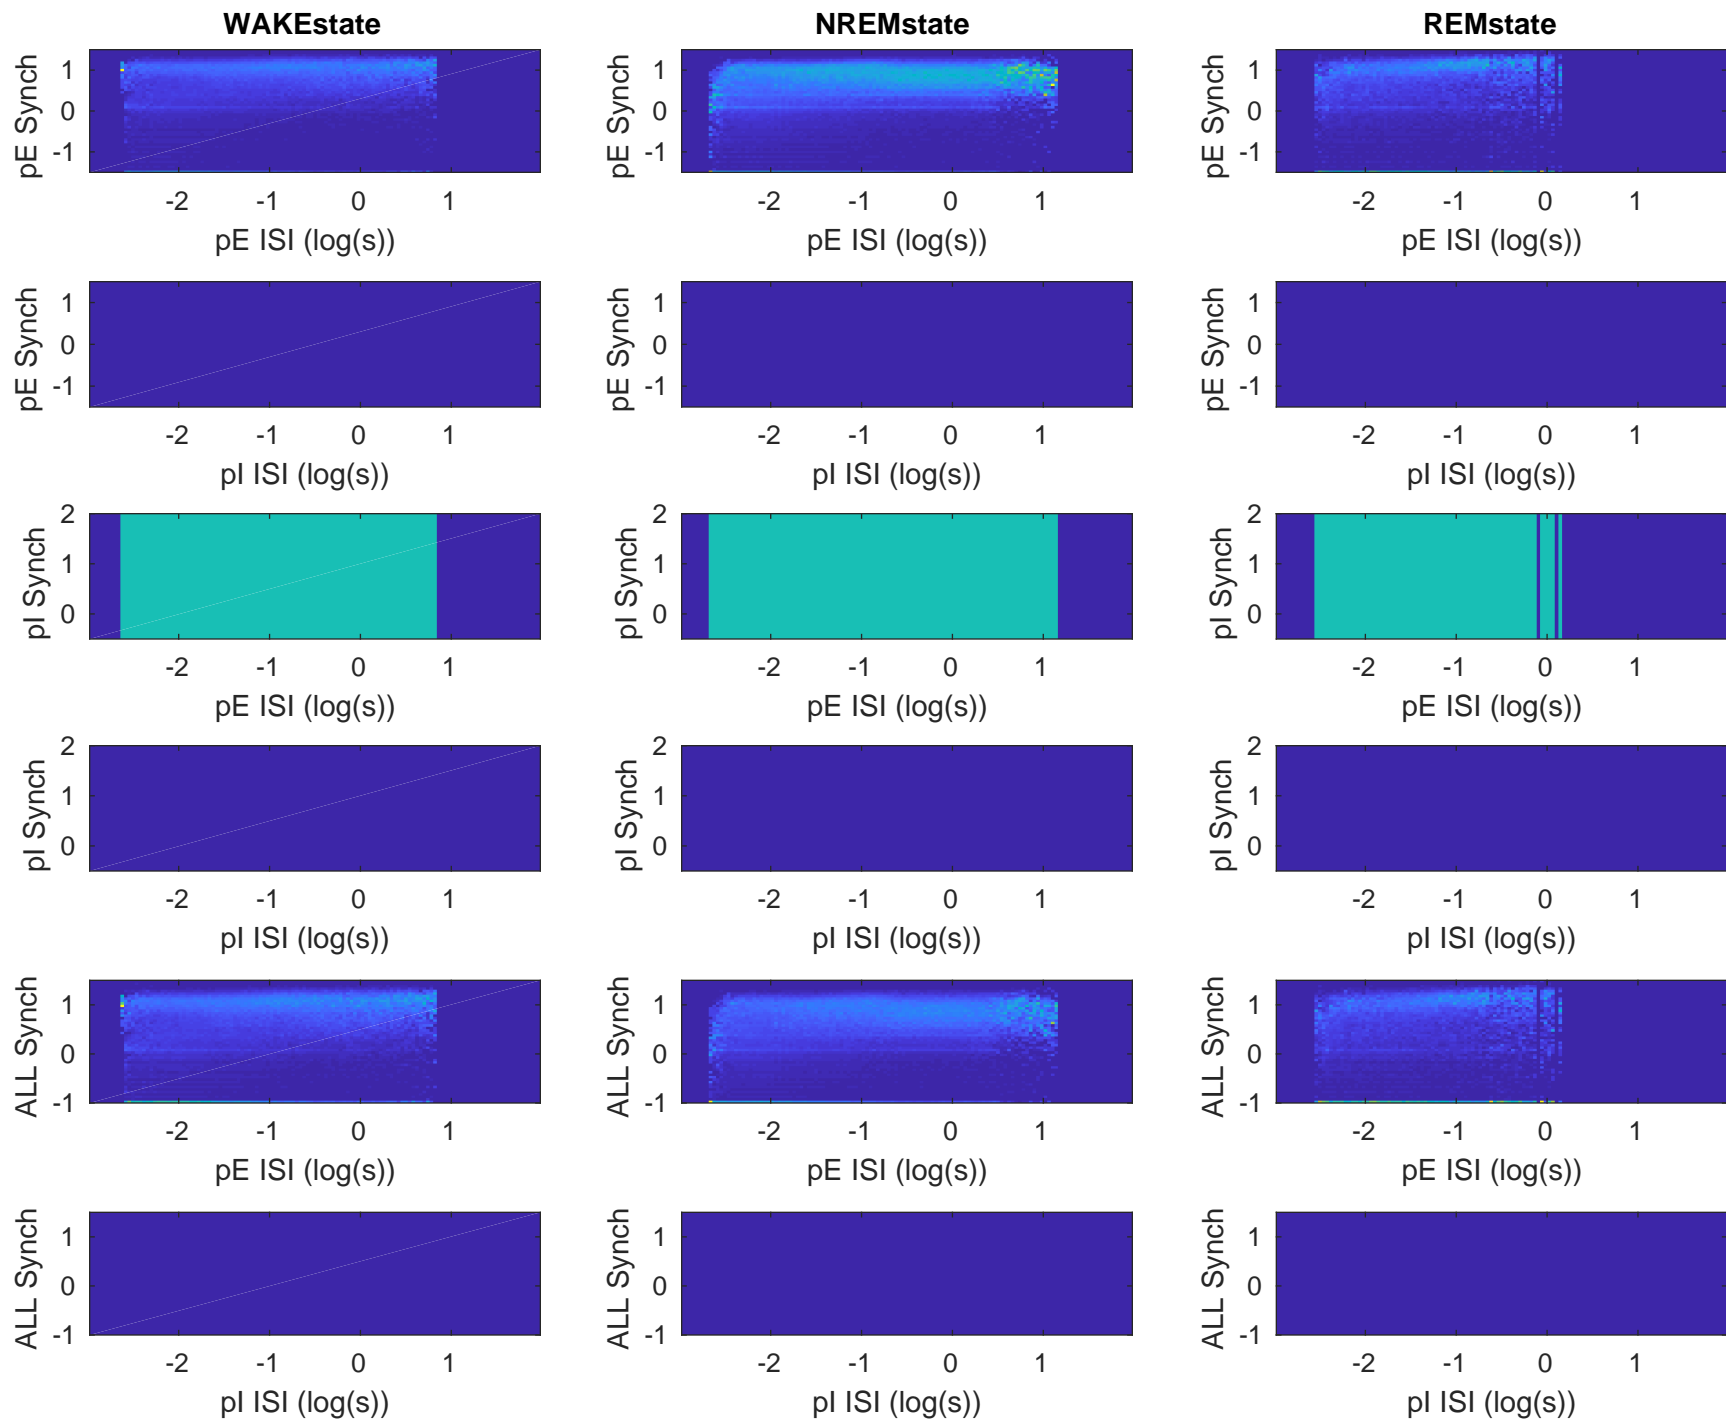 WAKEstate NREMstate REMstate
pE Synch 1 0 -1 pE Synch 1 0 -1 pE Synch 1 0 -1
-2 -1 0 1 -2 -1 0 1 -2 -1 0 1
pE ISI (log(s)) pE ISI (log(s)) pE ISI (log(s))
pE Synch 1 0 -1 pE Synch 1 0 -1 pE Synch 1 0 -1
-2 -1 0 1 -2 -1 0 1 -2 -1 0 1
pI ISI (log(s)) pI ISI (log(s)) pI ISI (log(s))
pI Synch 2 1 0 pI Synch 2 1 0 pI Synch 2 1 0
-2 -1 0 1 -2 -1 0 1 -2 -1 0 1
pE ISI (log(s)) pE ISI (log(s)) pE ISI (log(s))
pI Synch 2 1 0 pI Synch 2 1 0 pI Synch 2 1 0
-2 -1 0 1 -2 -1 0 1 -2 -1 0 1
pI ISI (log(s)) pI ISI (log(s)) pI ISI (log(s))
ALL Synch 1 0 -1 ALL Synch 1 0 -1 ALL Synch 1 0 -1
-2 -1 0 1 -2 -1 0 1 -2 -1 0 1
pE ISI (log(s)) pE ISI (log(s)) pE ISI (log(s))
ALL Synch 1 0 -1 ALL Synch 1 0 -1 ALL Synch 1 0 -1
-2 -1 0 1 -2 -1 0 1 -2 -1 0 1
pI ISI (log(s)) pI ISI (log(s)) pI ISI (log(s))